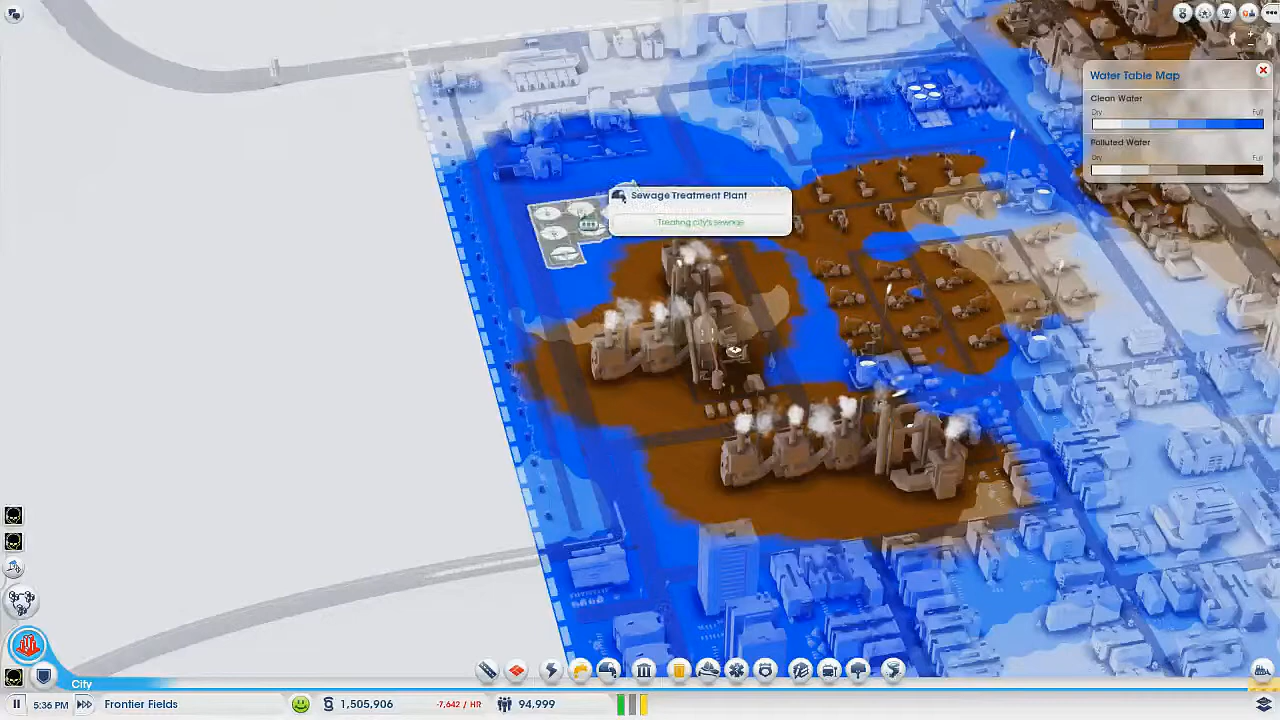 Water Table Map
Clean Water
Dry Full
Polluted Water
Dry Full
Sewage Treatment Plant
Treating city's sewage
City
5:36 PM
Frontier Fields
1,505,906
-7,642 / HR
94,999